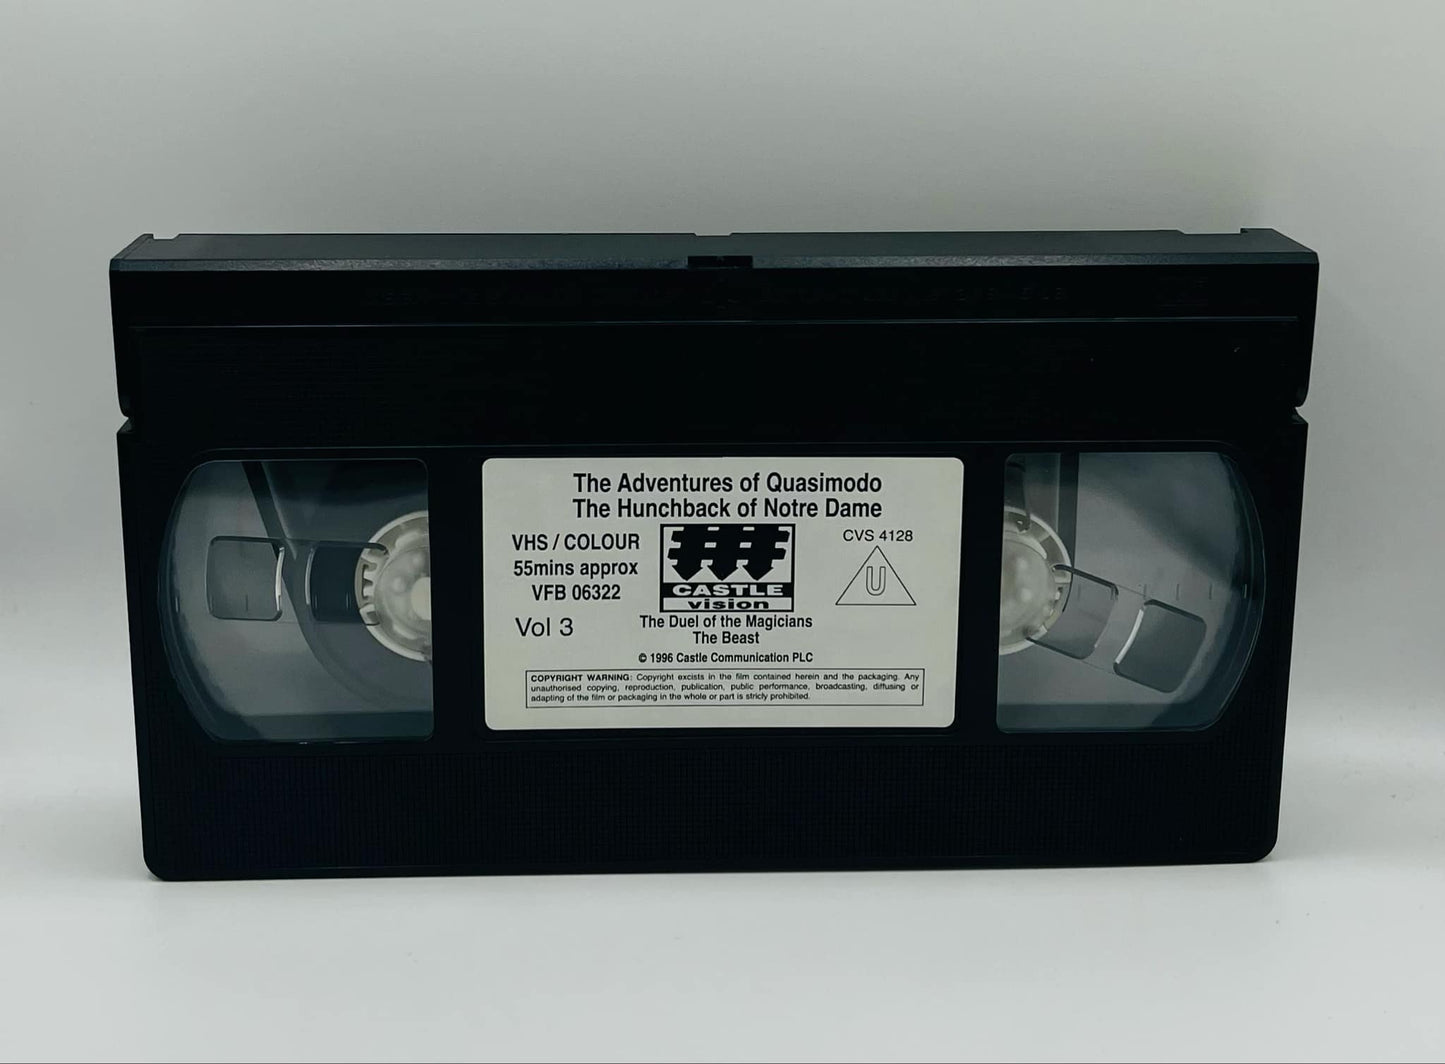 The Adventures of Quasimodo
The Hunchback of Notre Dame
VHS / COLOUR
55mins approx
VFB 06322
Vol 3
CASTLE
vision
CVS 4128
U
The Duel of the Magicians
The Beast
© 1996 Castle Communication PLC
COPYRIGHT WARNING: Copyright excists in the film contained herein and the packaging. Any
unauthorised copying, reproduction, publication, public performance, broadcasting, diffusing or
adapting of the film or packaging in the whole or part is stricly prohibited.